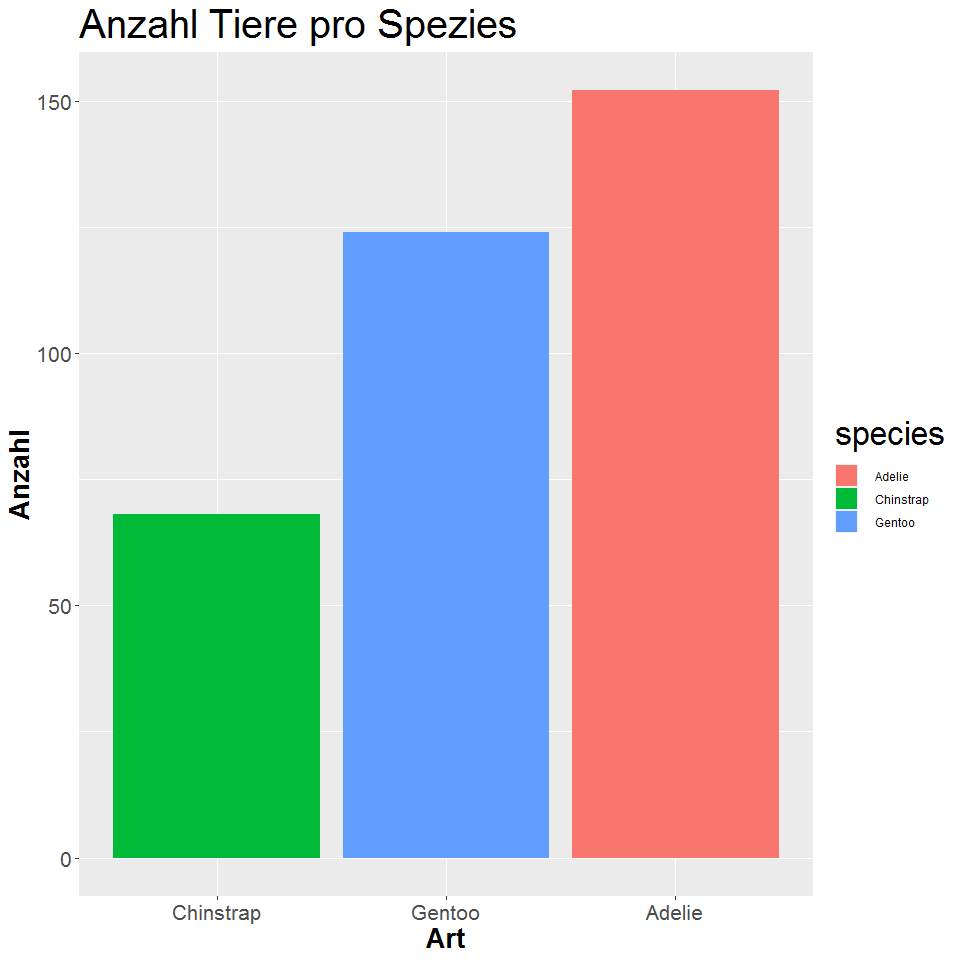 Anzahl Tiere pro Spezies
Anzahl
150
100
50
0
Chinstrap Gentoo Adelie
Art
species
Adelie
Chinstrap
Gentoo